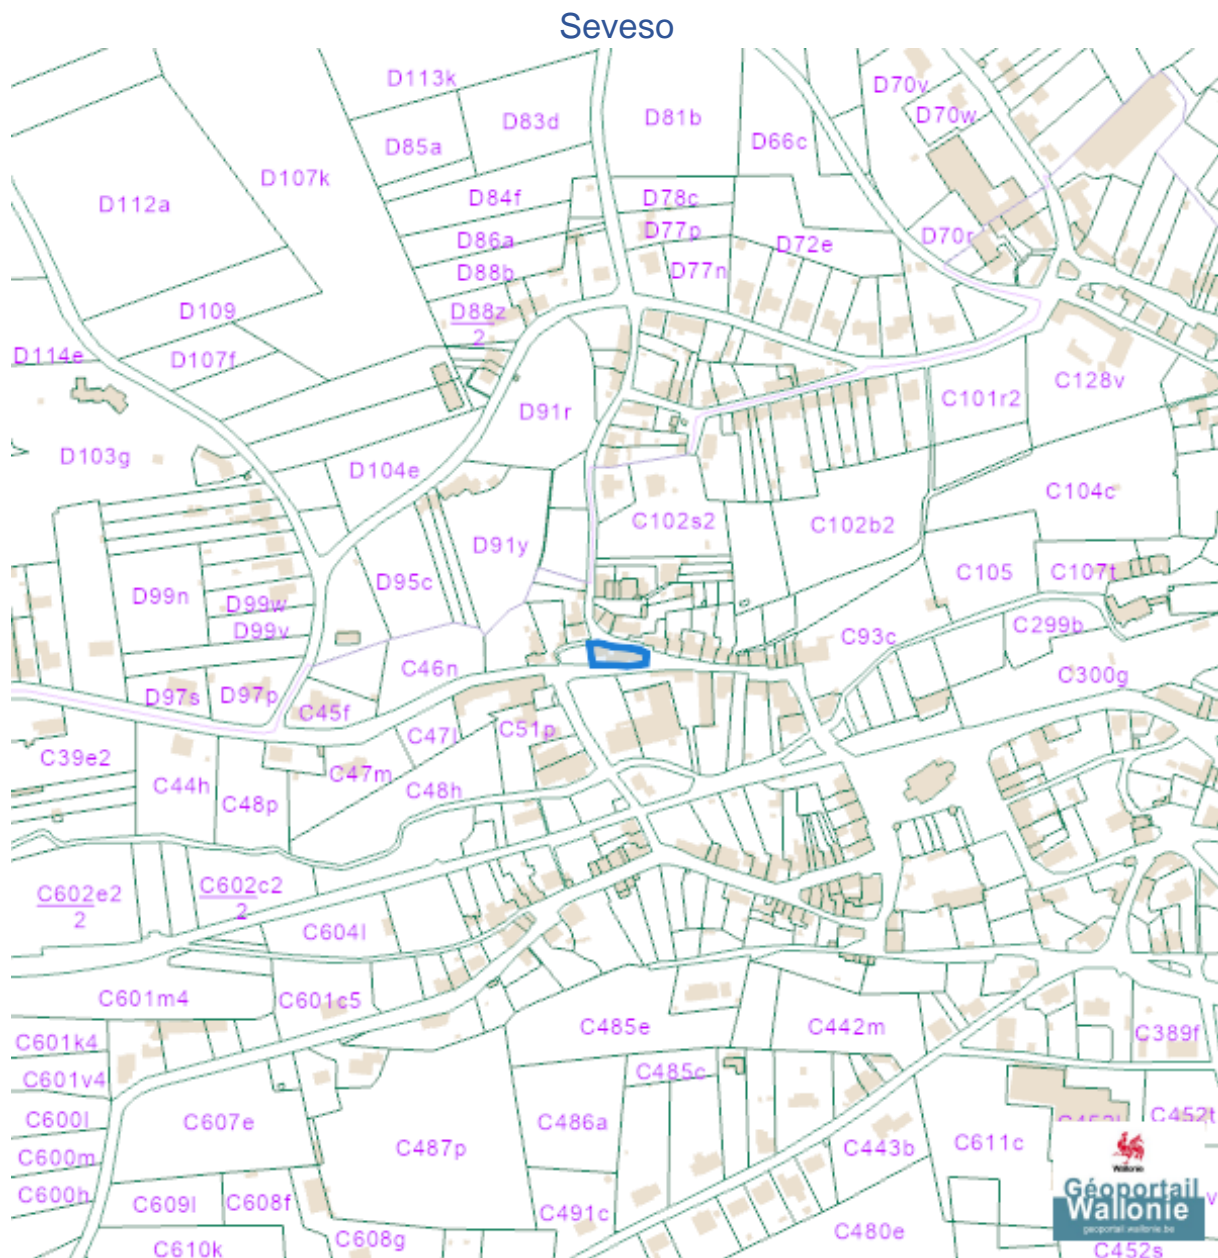 Seveso
D113k
D70v
D83d
D81b
D70w
D85a
D66c
D107k
D84f
D78c
D112a
D77p
D86a
D72e
D70r
D88b
D77n
D109
D88z
2
D114e
D107f
C128v
C101r2
D91r
D103g
D104e
C104c
C102s2
C102b2
D91y
C105
C107t
D95c
D99n
D99w
D99v
C299b
C93c
C46n
C300g
D97s
D97p
C45f
C51p
C47l
C39e2
C47m
C44h
C48h
C48p
C602e2
2
C602c2
2
C604l
C601m4
C601c5
C485e
C442m
C389f
C601k4
C485c
C601v4
C600l
C607e
C486a
C452t
C487p
C443b
C611c
C600m
C600h
C609l
C608f
C491c
C480e
C608g
C610k
C452s
Wallonie
Géoportail
Wallonie
geoportail.wallonie.be